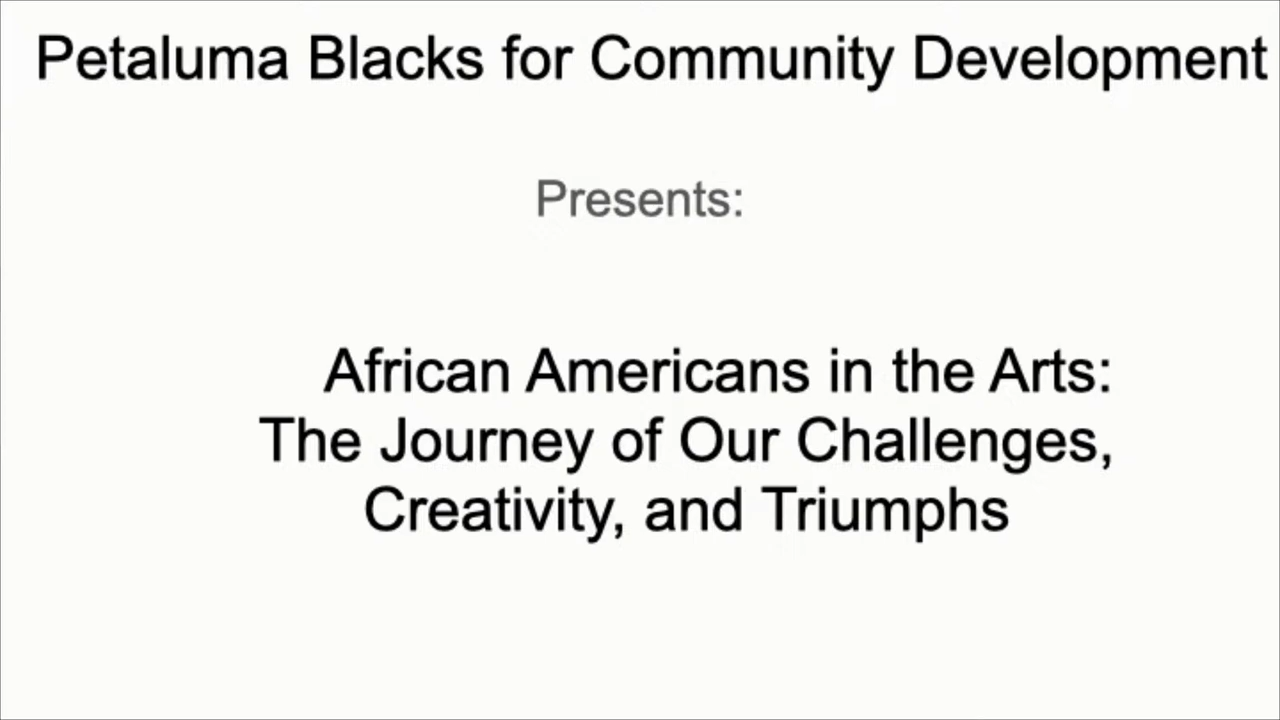 Petaluma Blacks for Community Development
Presents:
African Americans in the Arts:
The Journey of Our Challenges,
Creativity, and Triumphs